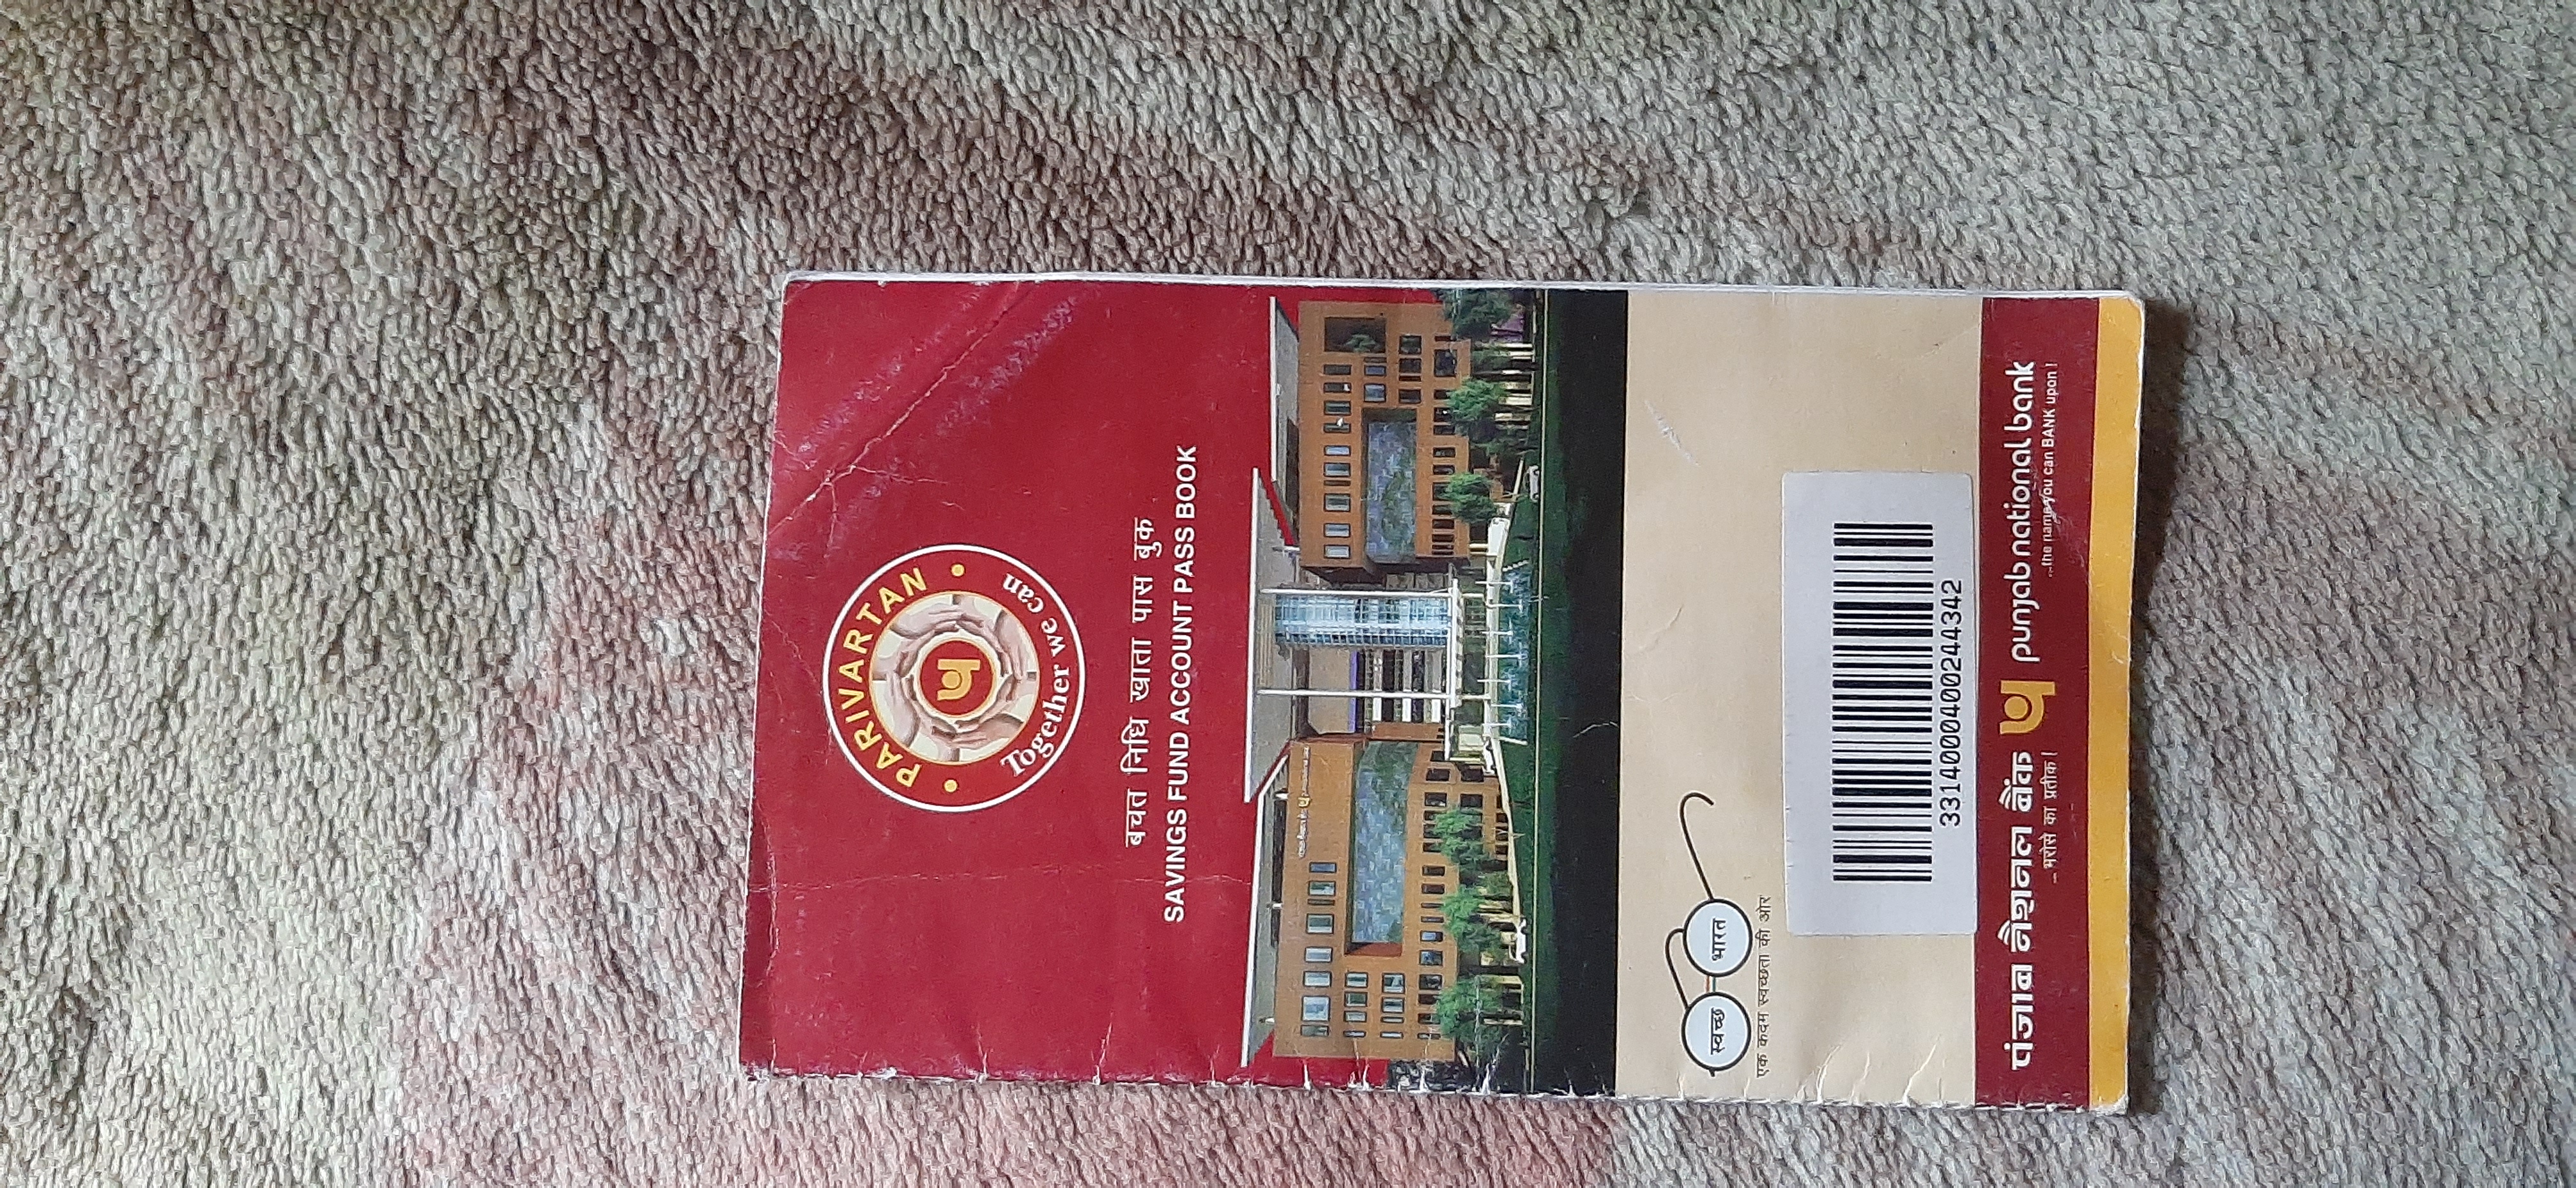 PARIVARTAN
Together we can
बचत निधि खाता पास बुक
SAVINGS FUND ACCOUNT PASS BOOK
स्वच्छ भारत
एक कदम स्वच्छता की ओर
3314000400244342
पंजाब नैशनल बैंक punjab national bank
...भरोसे का प्रतीक! ...the name you can BANK upon !